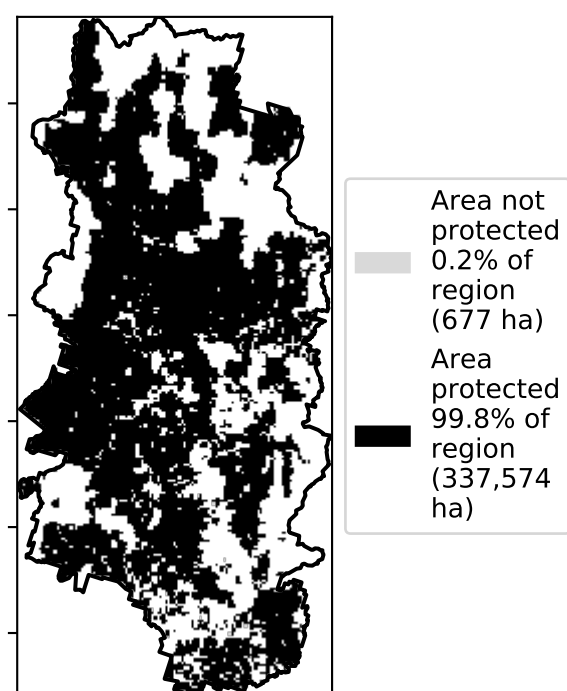 Area not
protected
0.2% of
region
(677 ha)
Area
protected
99.8% of
region
(337,574
ha)